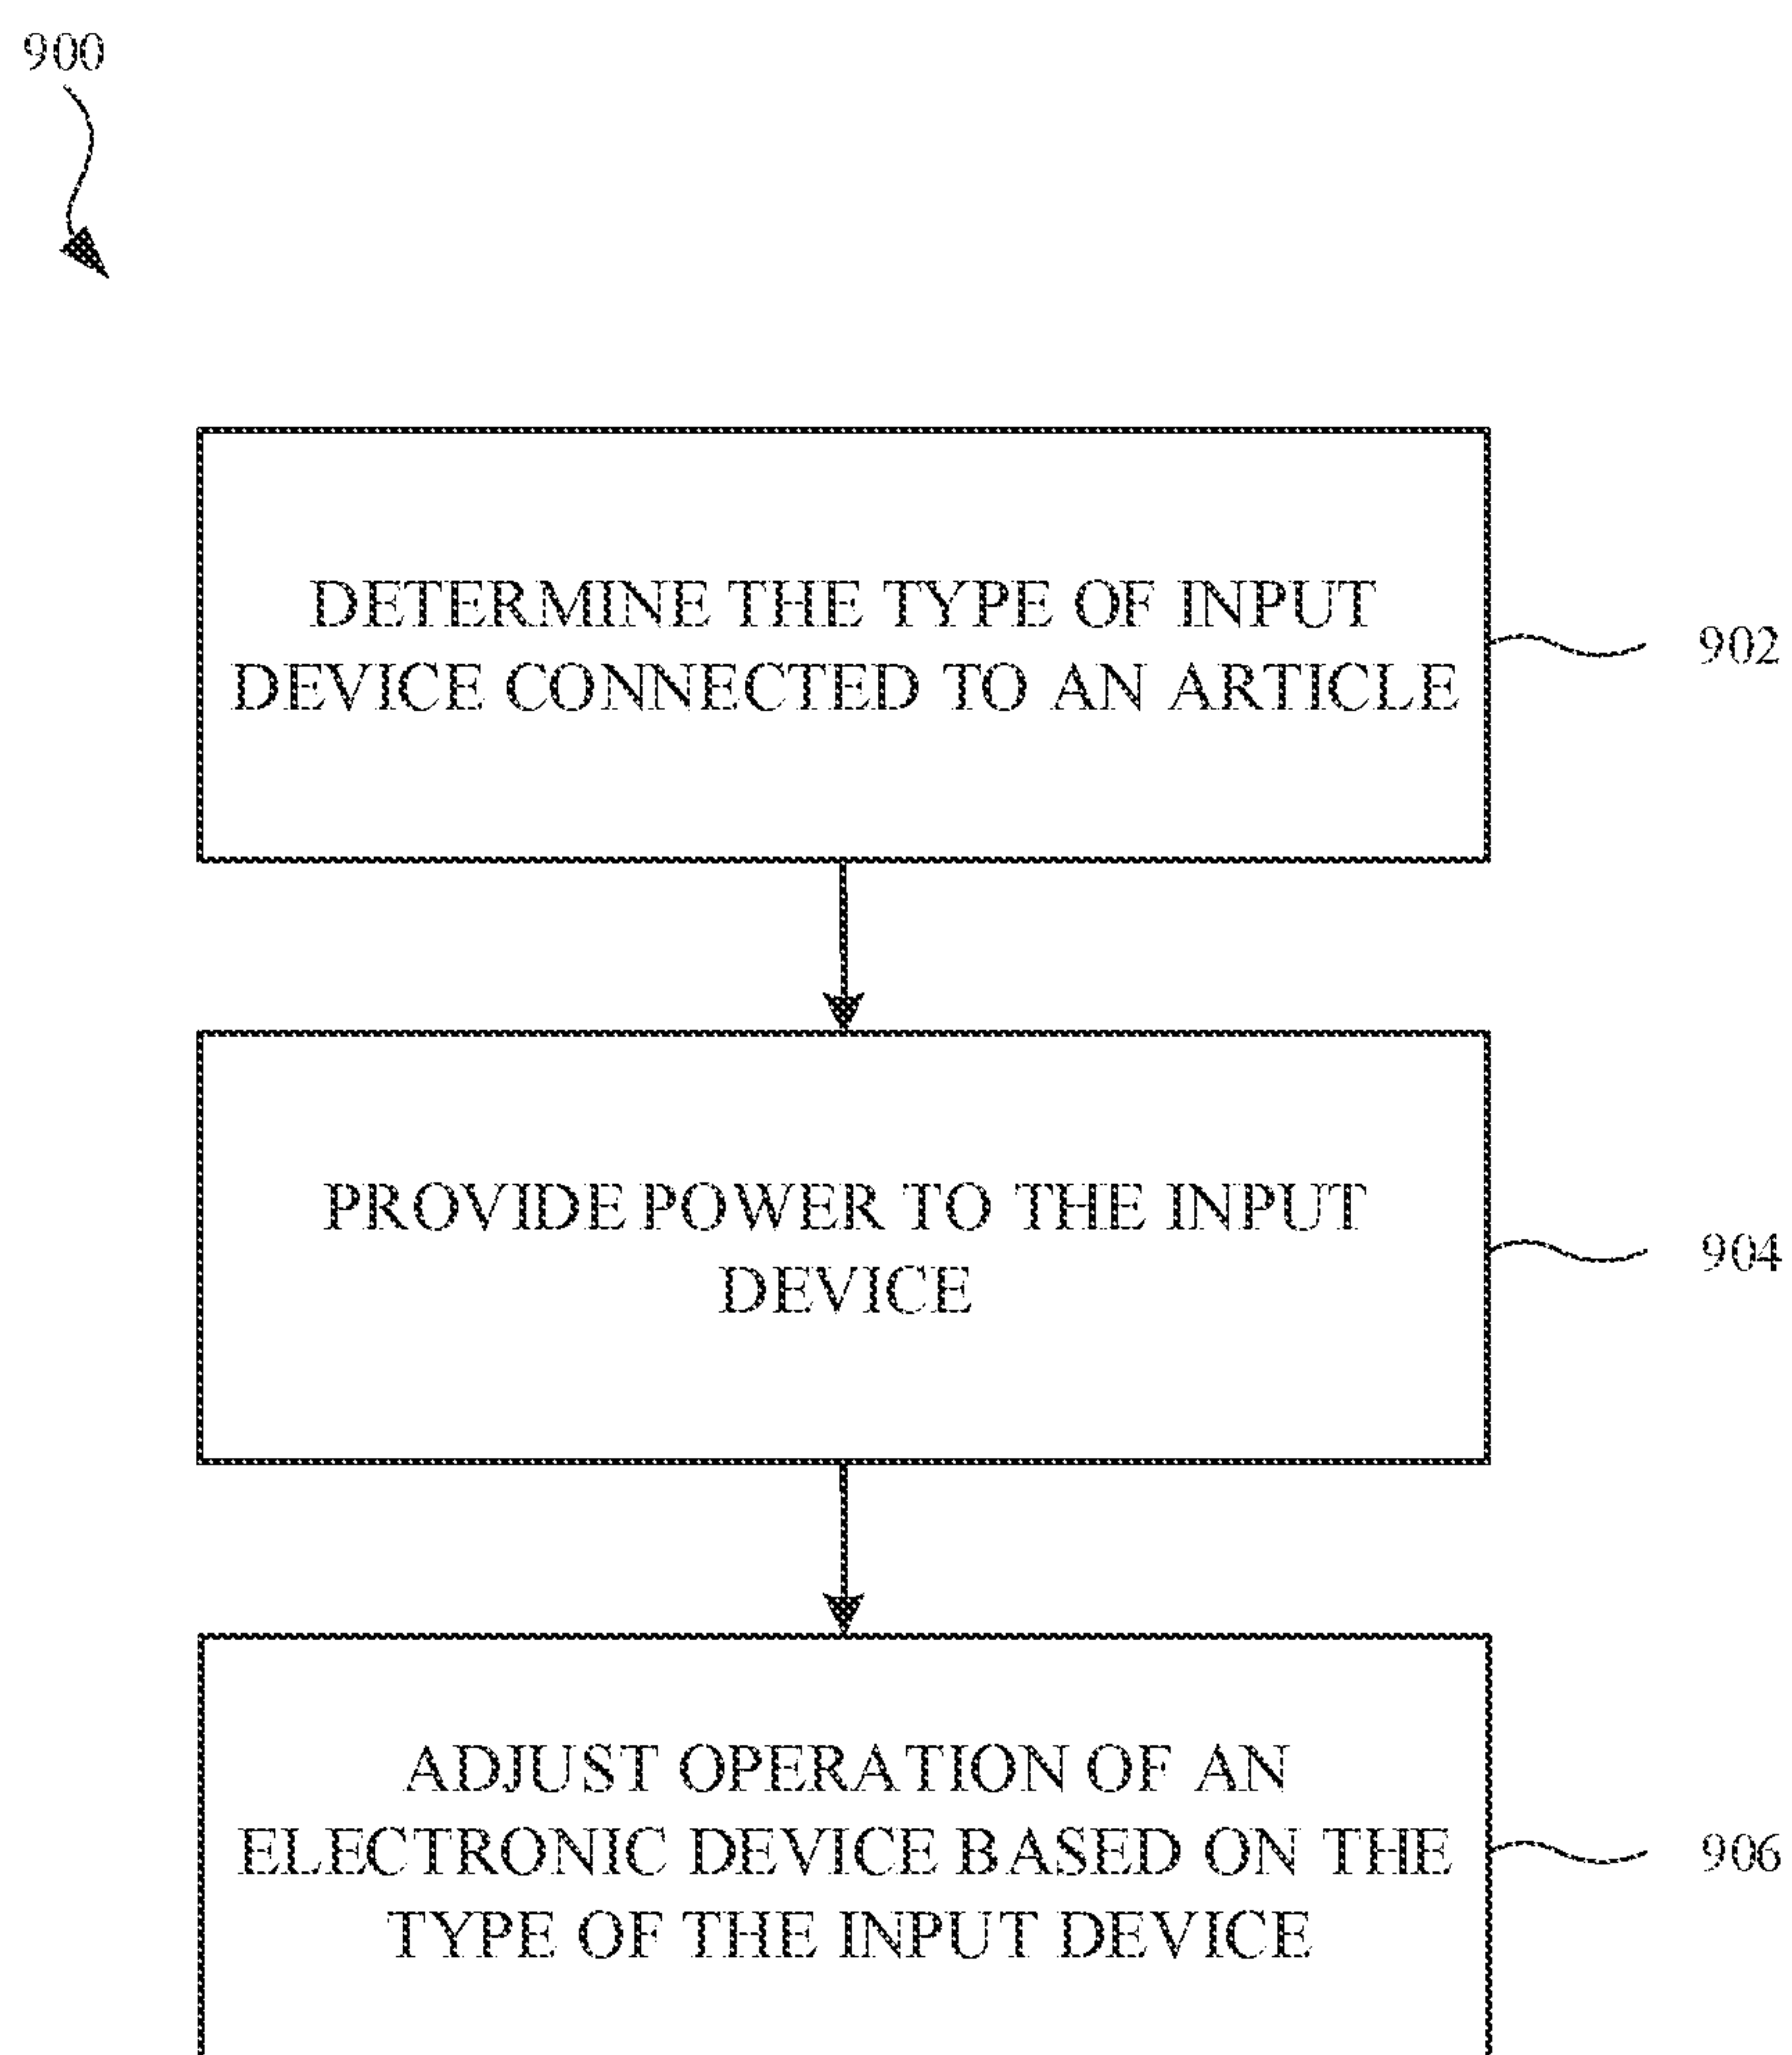 900
DETERMINE THE TYPE OF INPUT
DEVICE CONNECTED TO AN ARTICLE
902
PROVIDE POWER TO THE INPUT
DEVICE
904
ADJUST OPERATION OF AN
ELECTRONIC DEVICE BASED ON THE
TYPE OF THE INPUT DEVICE
906